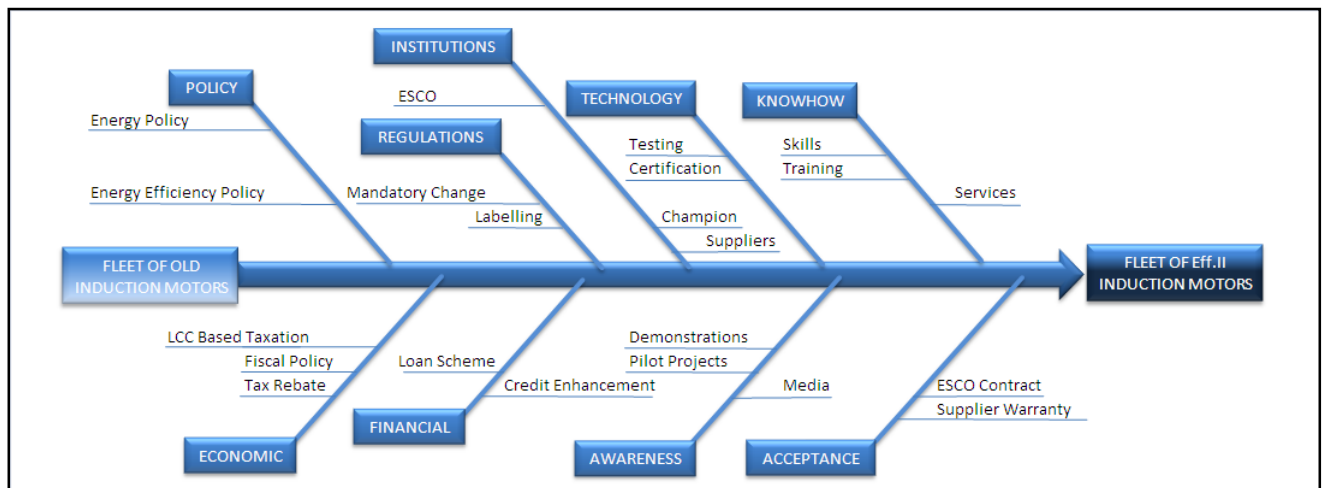 INSTITUTIONS
POLICY
ESCO
TECHNOLOGY
KNOWHOW
Energy Policy
REGULATIONS
Testing
Skills
Certification
Training
Energy Efficiency Policy
Mandatory Change
Services
Labelling
Champion
Suppliers
FLEET OF OLD
INDUCTION MOTORS
FLEET OF Eff.II
INDUCTION MOTORS
LCC Based Taxation
Demonstrations
Fiscal Policy
Loan Scheme
Pilot Projects
Tax Rebate
Credit Enhancement
Media
ESCO Contract
Supplier Warranty
FINANCIAL
ECONOMIC
AWARENESS
ACCEPTANCE